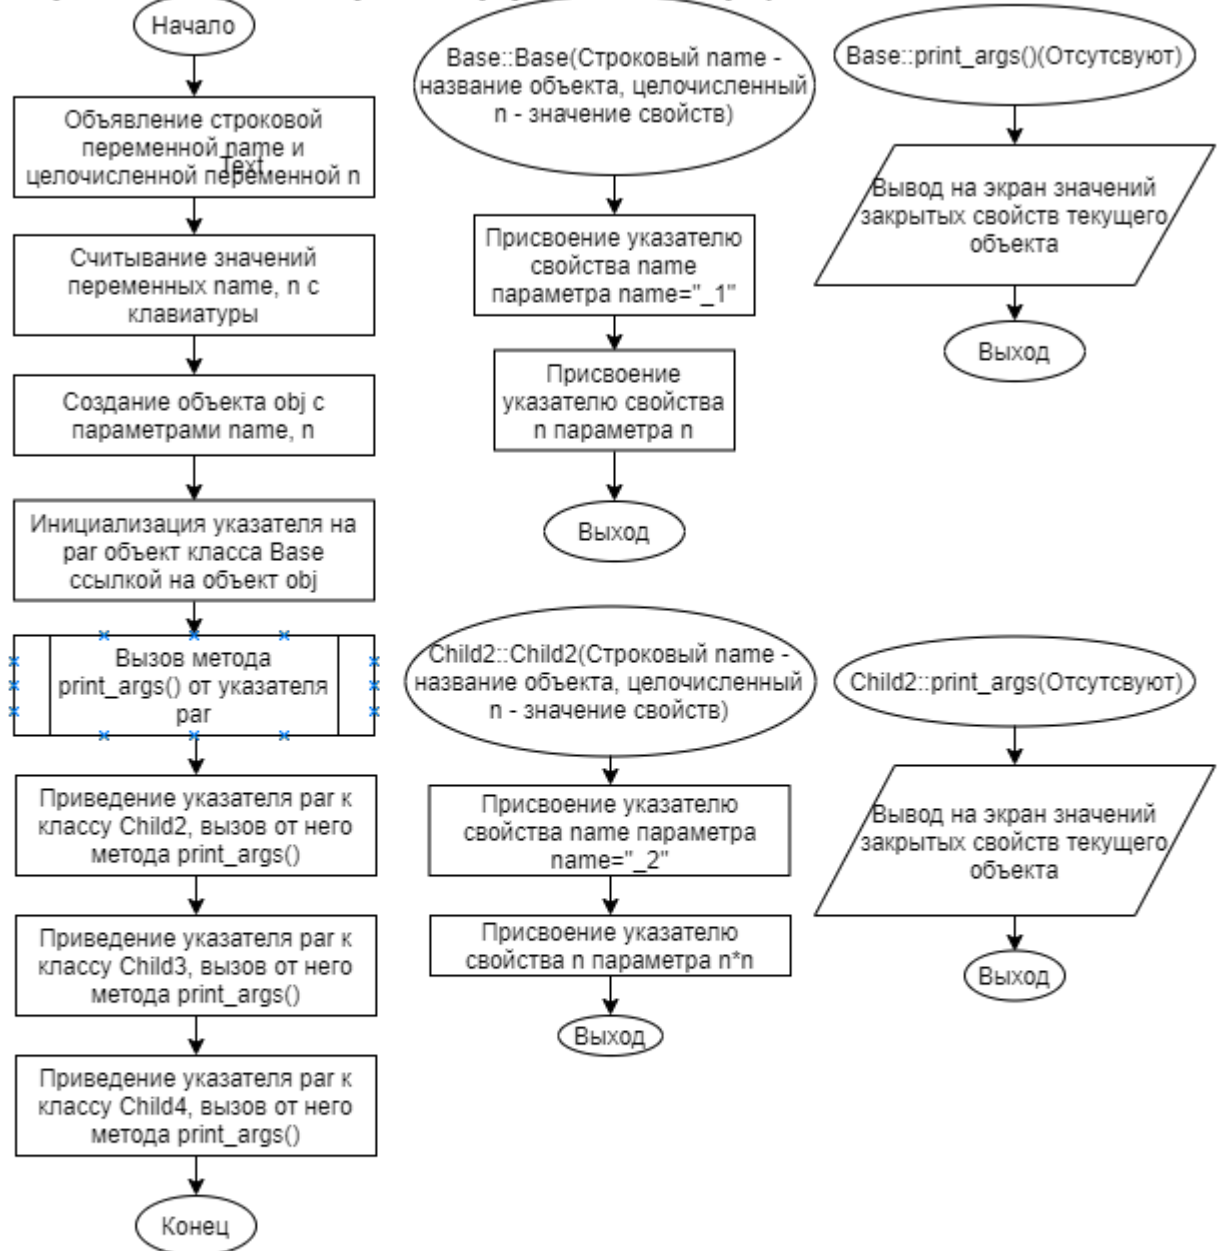 Начало
Объявление строковой
переменной name и
целочисленной переменной n
Text
Считывание значений
переменных name, n с
клавиатуры
Создание объекта obj с
параметрами name, n
Инициализация указателя на
par объект класса Base
ссылкой на объект obj
Вызов метода
print_args() от указателя
par
Приведение указателя par к
классу Child2, вызов от него
метода print_args()
Приведение указателя par к
классу Child3, вызов от него
метода print_args()
Приведение указателя par к
классу Child4, вызов от него
метода print_args()
Конец
Base::Base(Строковый name -
название объекта, целочисленный
n - значение свойств)
Присвоение указателю
свойства name
параметра name="_1"
Присвоение
указателю свойства
n параметра n
Выход
Base::print_args()(Отсутсвуют)
Вывод на экран значений
закрытых свойств текущего
объекта
Выход
Child2::Child2(Строковый name -
название объекта, целочисленный
n - значение свойств)
Присвоение указателю
свойства name параметра
name="_2"
Присвоение указателю
свойства n параметра n*n
Выход
Child2::print_args(Отсутсвуют)
Вывод на экран значений
закрытых свойств текущего
объекта
Выход